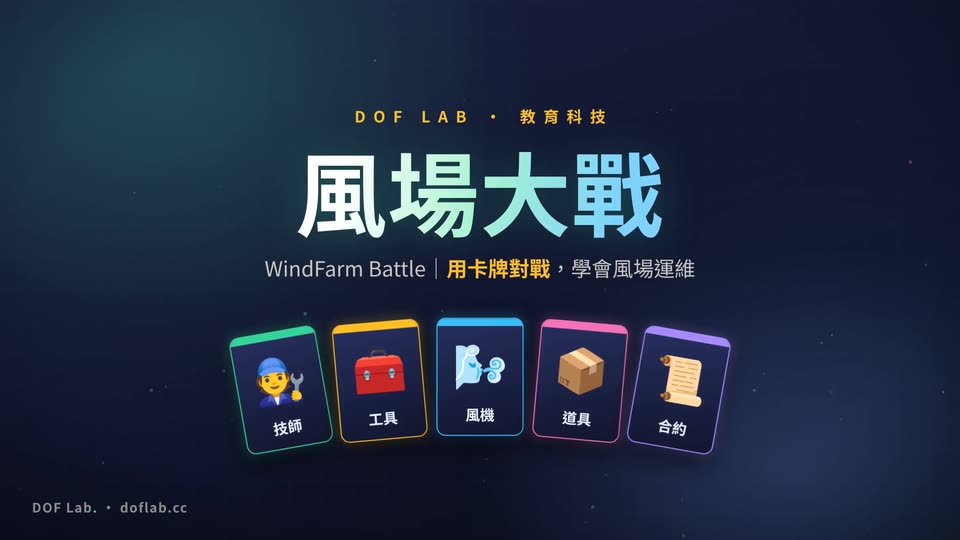 DOF LAB · 教育科技
風場大戰
WindFarm Battle｜用卡牌對戰，學會風場運維
技師
工具
風機
道具
合約
DOF Lab. · doflab.cc